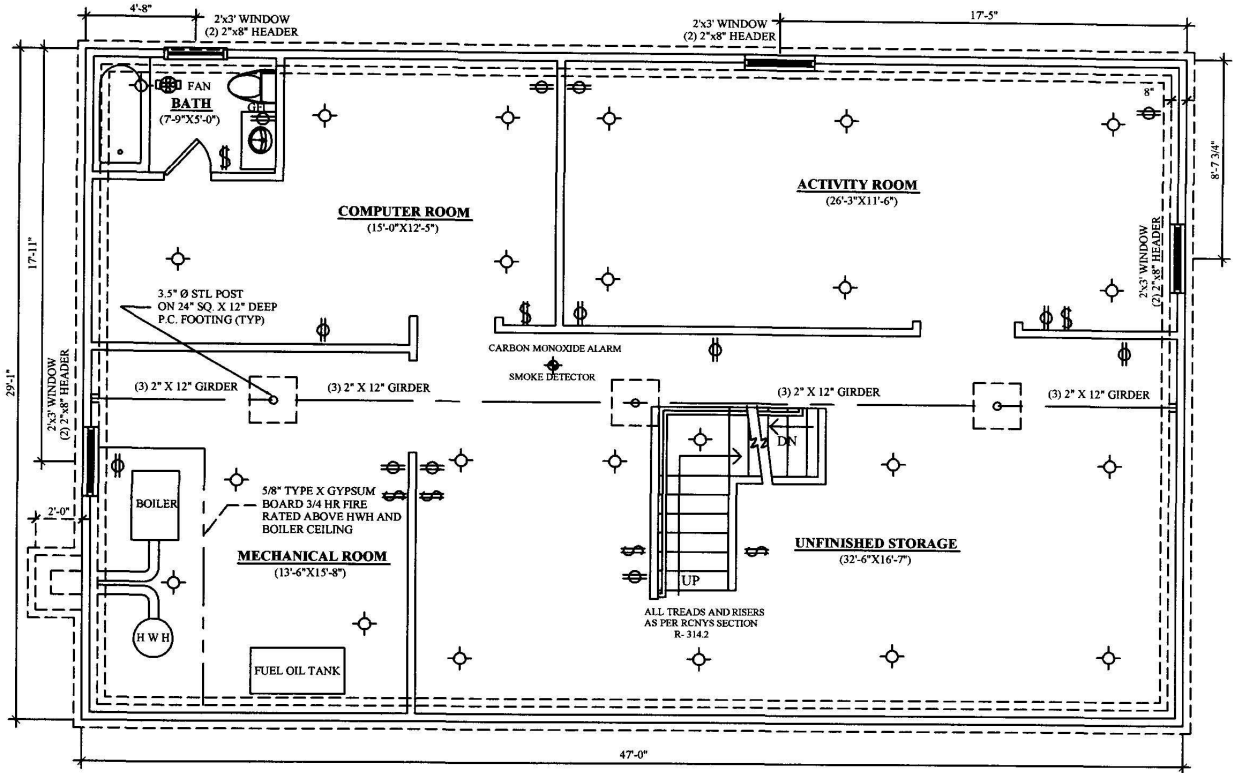 4'-8"
2'x3' WINDOW
(2) 2"x8" HEADER
2'x3' WINDOW
(2) 2"x8" HEADER
17'-5"
FAN
BATH
(7'-9"X5'-0")
GFI
8"
8'-7 3/4"
ACTIVITY ROOM
(26'-3"X11'-6")
COMPUTER ROOM
(15'-0"X12'-5")
17'-11"
2'x3' WINDOW
(2) 2"x8" HEADER
3.5" Ø STL POST
ON 24" SQ. X 12" DEEP
P.C. FOOTING (TYP)
CARBON MONOXIDE ALARM
SMOKE DETECTOR
29'-1"
2'x3' WINDOW
(2) 2"x8" HEADER
(3) 2" X 12" GIRDER
(3) 2" X 12" GIRDER
(3) 2" X 12" GIRDER
(3) 2" X 12" GIRDER
DN
BOILER
5/8" TYPE X GYPSUM
BOARD 3/4 HR FIRE
RATED ABOVE HWH AND
BOILER CEILING
2'-0"
MECHANICAL ROOM
(13'-6"X15'-8")
UNFINISHED STORAGE
(32'-6"X16'-7")
UP
ALL TREADS AND RISERS
AS PER RCNYS SECTION
R- 314.2
H W H
FUEL OIL TANK
47'-0"